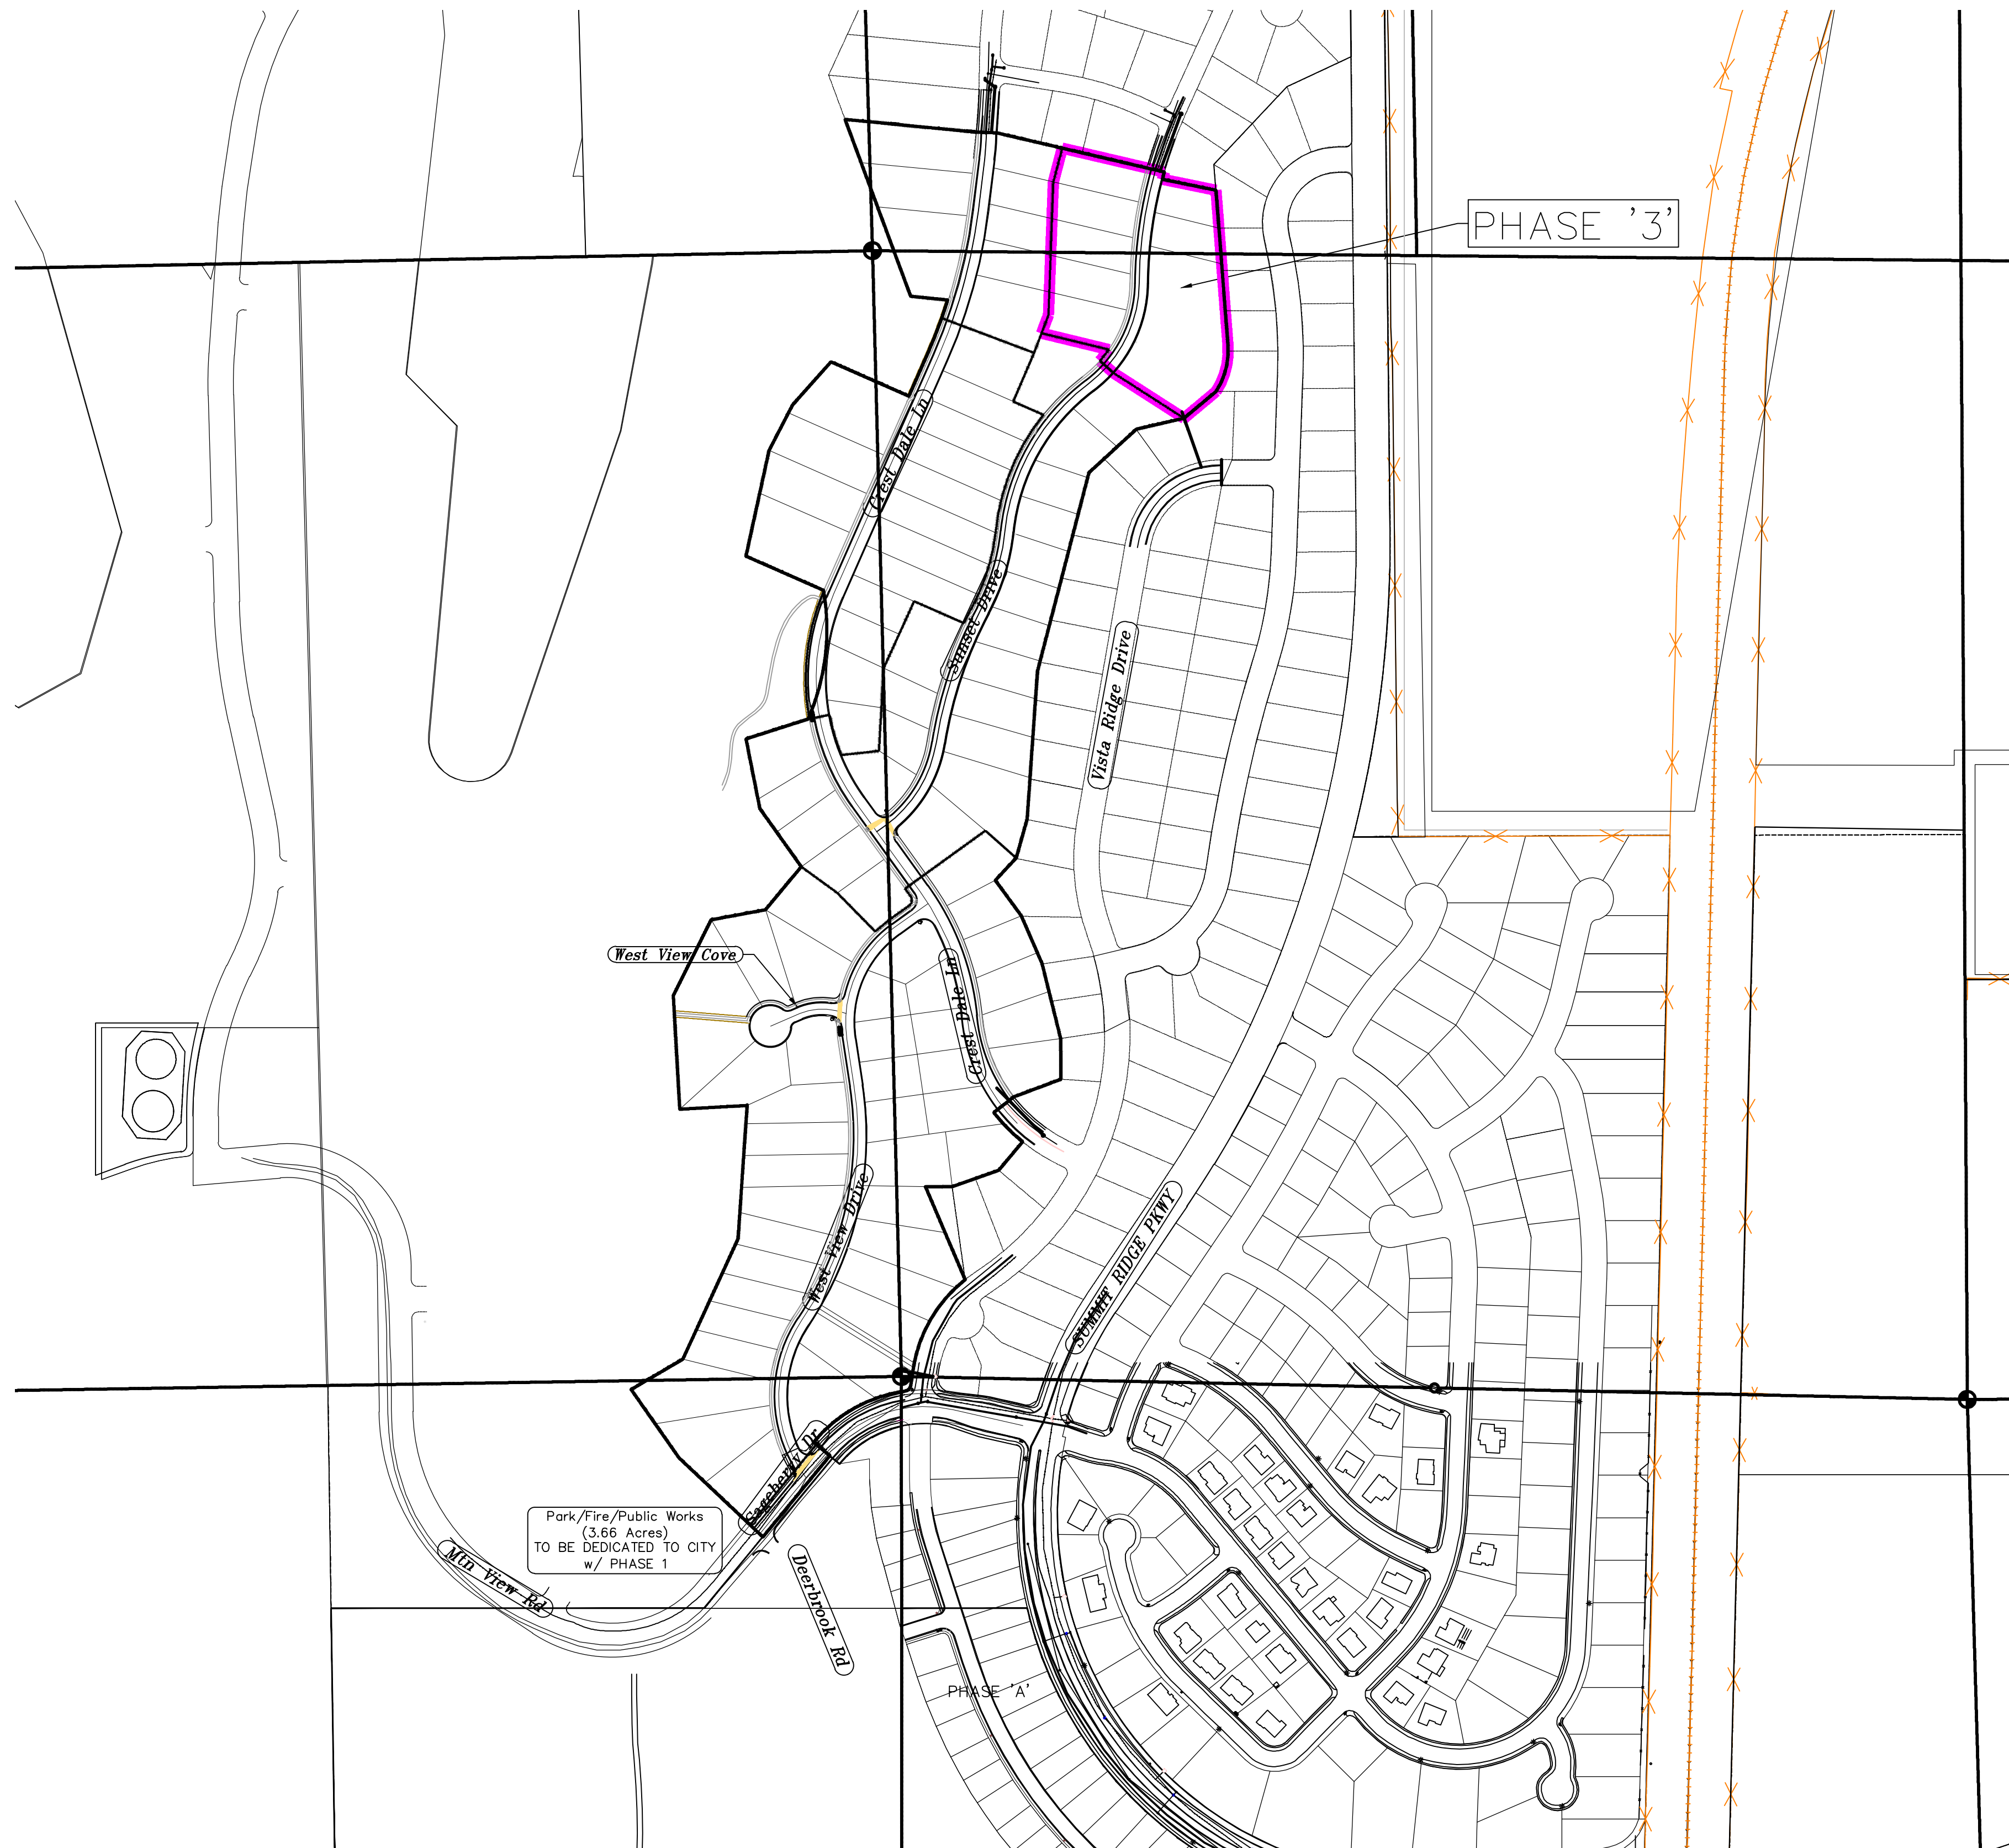 PHASE '3'
Crest Dale Ln
Sunset Drive
Vista Ridge Drive
West View Cove
Crest Dale Ln
West View Drive
SUMMIT RIDGE PKWY
Sageberry Dr
Park/Fire/Public Works
(3.66 Acres)
TO BE DEDICATED TO CITY
w/ PHASE 1
Mtn View Rd
Deerbrook Rd
PHASE 'A'